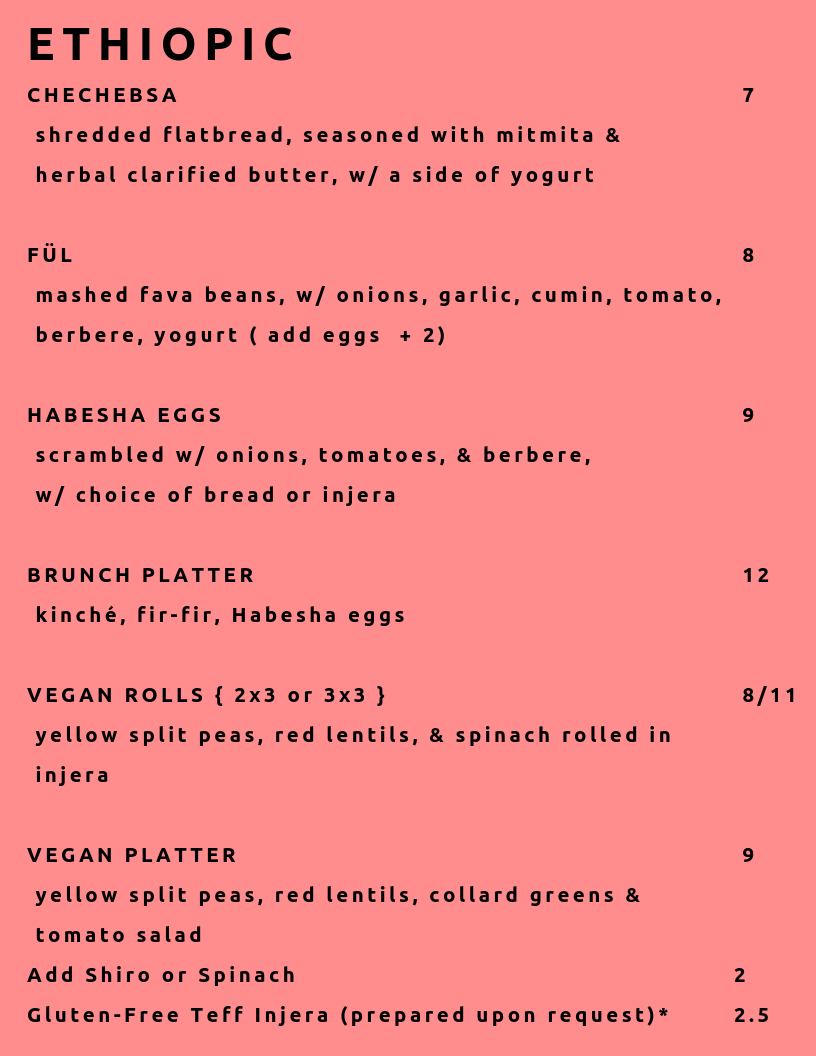 ETHIOPIC
CHECHEBSA 7
shredded flatbread, seasoned with mitmita &
herbal clarified butter, w/ a side of yogurt
FÜL 8
mashed fava beans, w/ onions, garlic, cumin, tomato,
berbere, yogurt ( add eggs + 2)
HABESHA EGGS 9
scrambled w/ onions, tomatoes, & berbere,
w/ choice of bread or injera
BRUNCH PLATTER 12
kinché, fir-fir, Habesha eggs
VEGAN ROLLS { 2x3 or 3x3 } 8/11
yellow split peas, red lentils, & spinach rolled in
injera
VEGAN PLATTER 9
yellow split peas, red lentils, collard greens &
tomato salad
Add Shiro or Spinach 2
Gluten-Free Teff Injera (prepared upon request)* 2.5